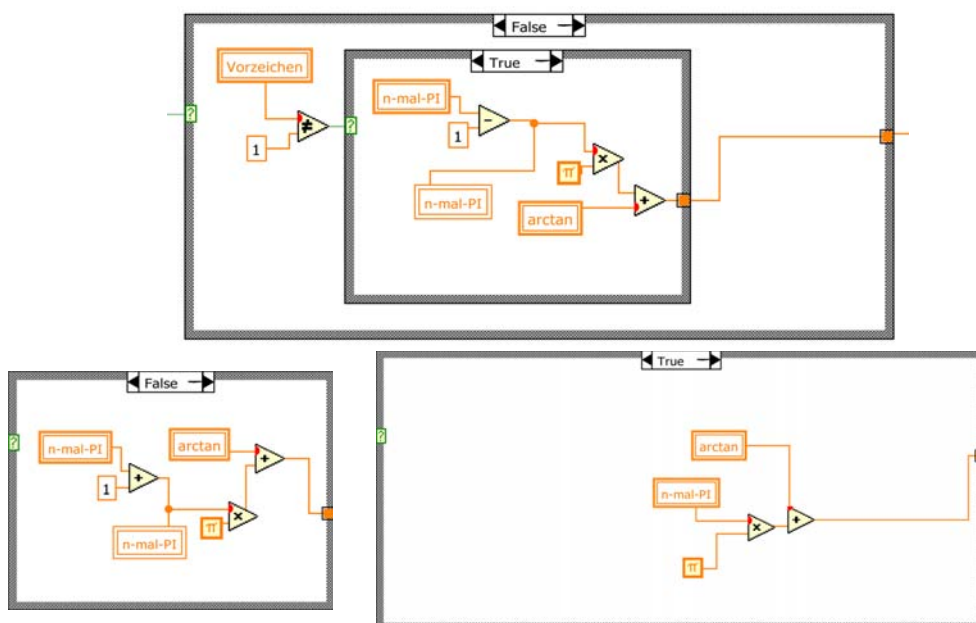 False
Vorzeichen
True
n-mal-PI
1
≠
?
?
−
1
x
π
n-mal-PI
arctan
+
False
?
n-mal-PI
arctan
+
+
1
x
π
n-mal-PI
True
?
arctan
n-mal-PI
x
+
π